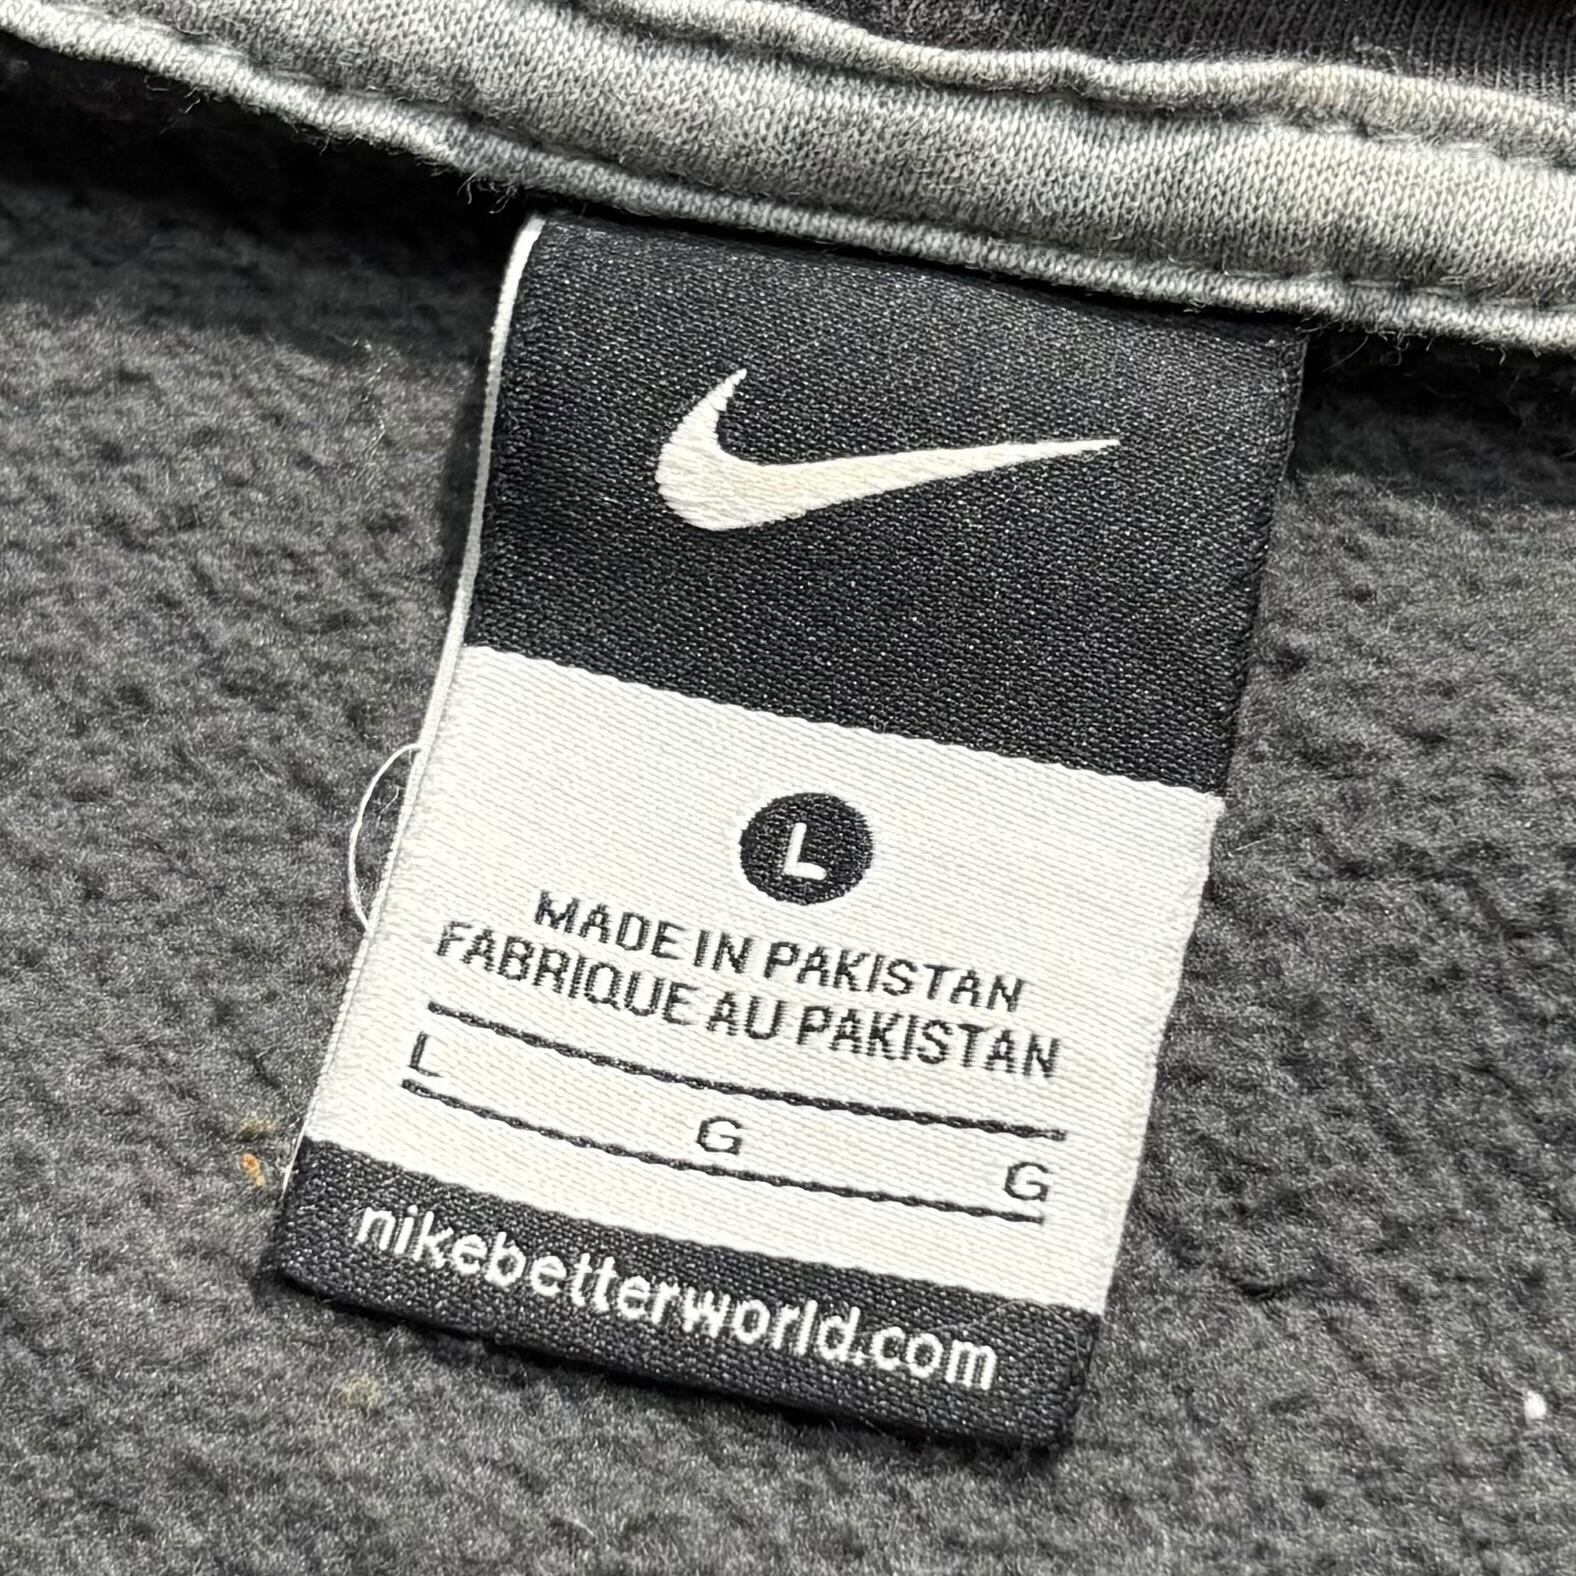 L
MADE IN PAKISTAN
FABRIQUE AU PAKISTAN
L G G
nikebetterworld.com